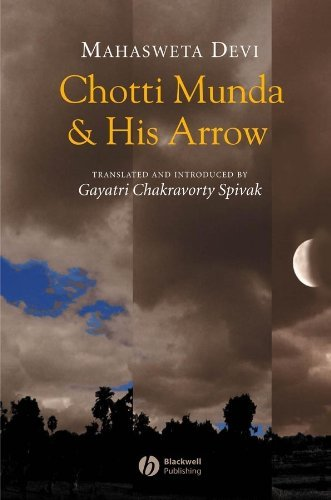 MAHASWETA DEVI
Chotti Munda
& His Arrow
TRANSLATED AND INTRODUCED BY
Gayatri Chakravorty Spivak
b
Blackwell
Publishing